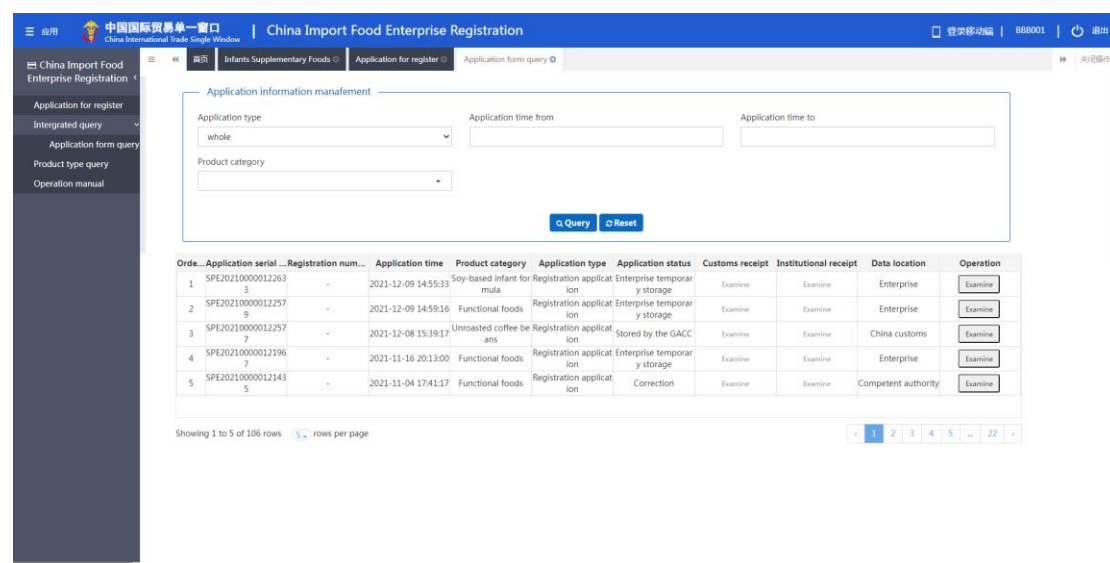 ☰ 应用
中国国际贸易单一窗口
China International Trade Single Window
China Import Food Enterprise Registration
登录移动端 | BBB001 | 退出
China Import Food
Enterprise Registration
首页 Infants Supplementary Foods Application for register Application form query 关闭操作
Application for register
Intergrated query
Application form query
Product type query
Operation manual
Application information manafement
Application type Application time from Application time to
whole
Product category
Query Reset
Orde... Application serial ... Registration num... Application time Product category Application type Application status Customs receipt Institutional receipt Data location Operation
1 SPE20210000012263 - 2021-12-09 14:55:33 Soy-based infant for Registration applicat Enterprise temporar Examine Examine Enterprise Examine
3 mula ion y storage
2 SPE20210000012257 - 2021-12-09 14:59:16 Functional foods Registration applicat Enterprise temporar Examine Examine Enterprise Examine
9 ion y storage
3 SPE20210000012257 - 2021-12-08 15:39:17 Unroasted coffee be Registration applicat Stored by the GACC Examine Examine China customs Examine
7 ans ion
4 SPE20210000012196 - 2021-11-16 20:13:00 Functional foods Registration applicat Enterprise temporar Examine Examine Enterprise Examine
7 ion y storage
5 SPE20210000012143 - 2021-11-04 17:41:17 Functional foods Registration applicat Correction Examine Examine Competent authority Examine
5 ion
Showing 1 to 5 of 106 rows 5 rows per page ‹ 1 2 3 4 5 ... 22 ›